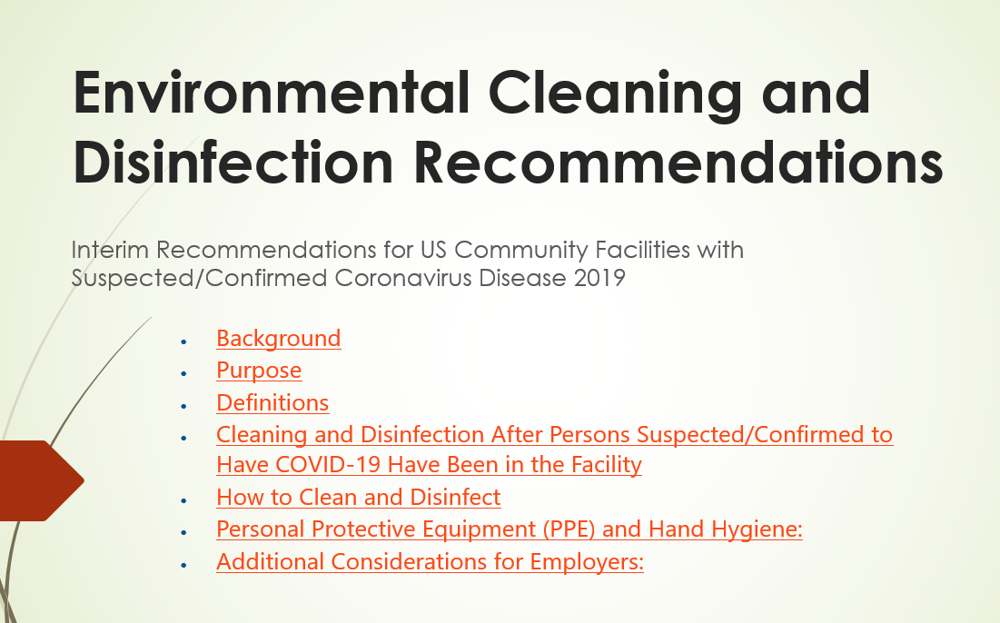 Environmental Cleaning and
Disinfection Recommendations
Interim Recommendations for US Community Facilities with
Suspected/Confirmed Coronavirus Disease 2019
• Background
• Purpose
• Definitions
• Cleaning and Disinfection After Persons Suspected/Confirmed to
Have COVID-19 Have Been in the Facility
• How to Clean and Disinfect
• Personal Protective Equipment (PPE) and Hand Hygiene:
• Additional Considerations for Employers: